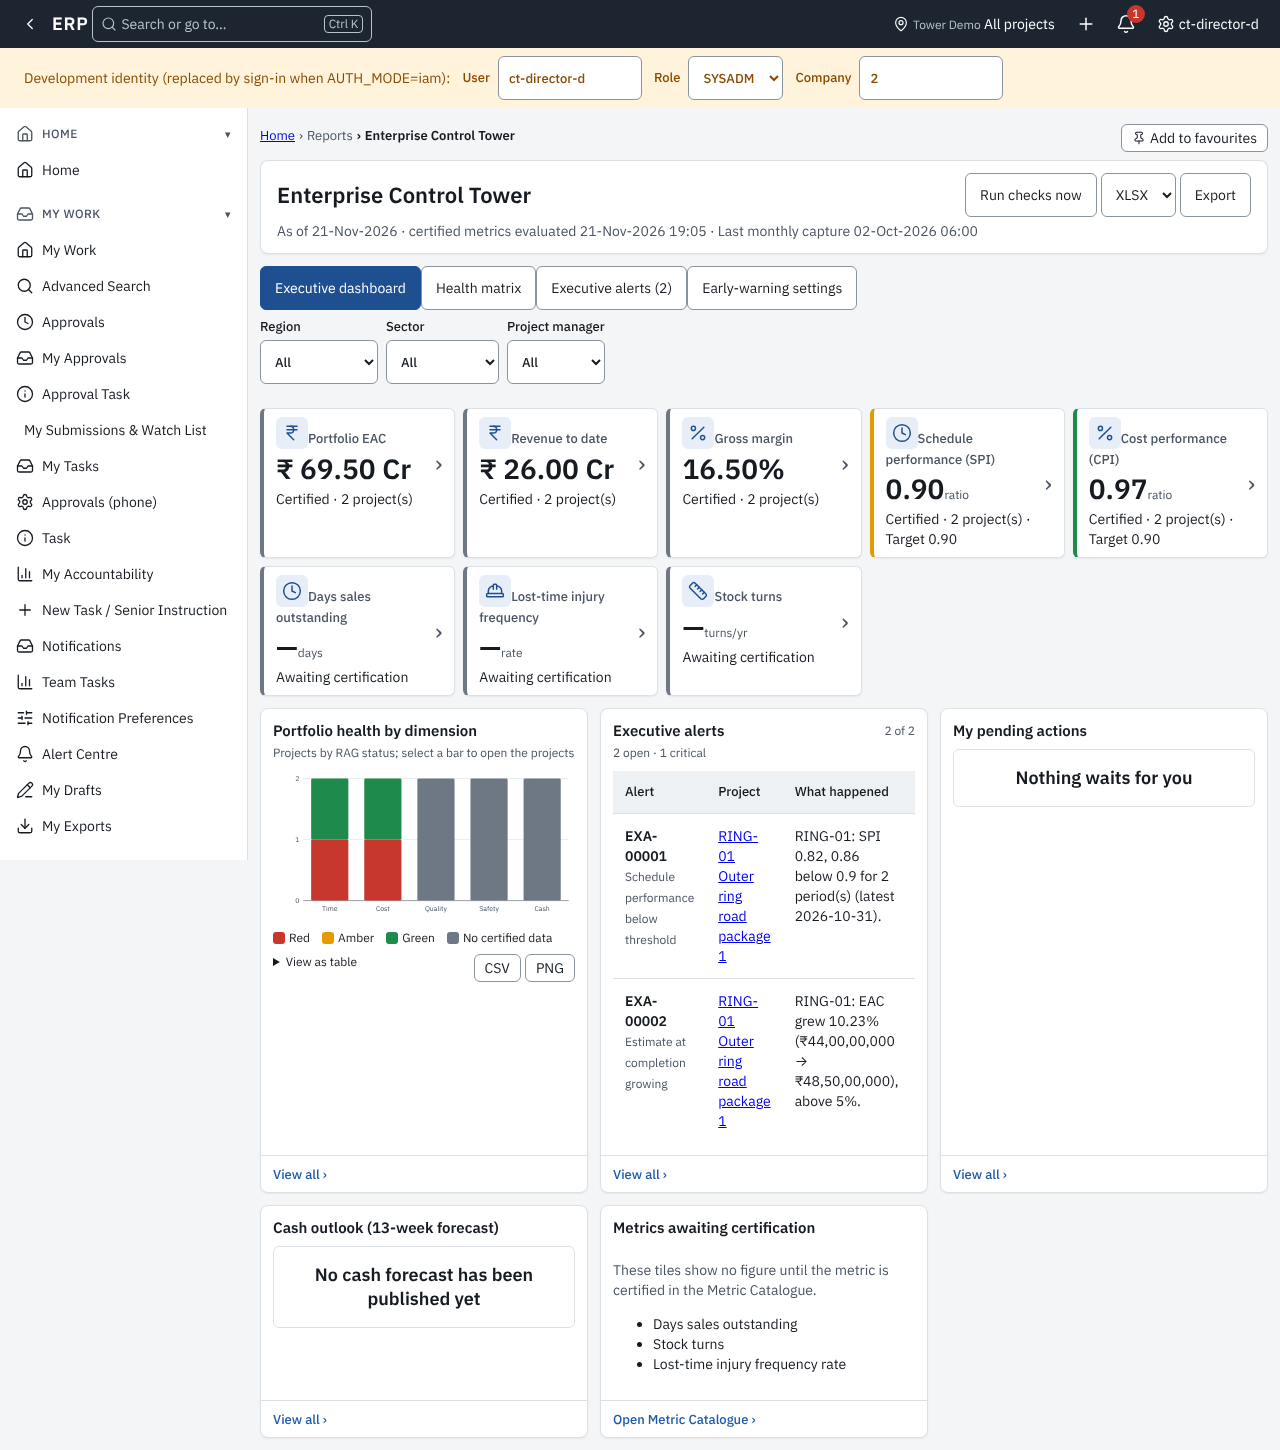 ERP
Search or go to...
Ctrl K
Tower Demo All projects
1
ct-director-d
Development identity (replaced by sign-in when AUTH_MODE=iam):
User
ct-director-d
Role
SYSADM
Company
2
HOME
Home
MY WORK
My Work
Advanced Search
Approvals
My Approvals
Approval Task
My Submissions & Watch List
My Tasks
Approvals (phone)
Task
My Accountability
New Task / Senior Instruction
Notifications
Team Tasks
Notification Preferences
Alert Centre
My Drafts
My Exports
Home › Reports › Enterprise Control Tower
Add to favourites
Enterprise Control Tower
Run checks now
XLSX
Export
As of 21-Nov-2026 · certified metrics evaluated 21-Nov-2026 19:05 · Last monthly capture 02-Oct-2026 06:00
Executive dashboard
Health matrix
Executive alerts (2)
Early-warning settings
Region
Sector
Project manager
All
All
All
Portfolio EAC
₹ 69.50 Cr
Certified · 2 project(s)
Revenue to date
₹ 26.00 Cr
Certified · 2 project(s)
Gross margin
16.50%
Certified · 2 project(s)
Schedule
performance (SPI)
0.90 ratio
Certified · 2 project(s) ·
Target 0.90
Cost performance
(CPI)
0.97 ratio
Certified · 2 project(s) ·
Target 0.90
Days sales
outstanding
— days
Awaiting certification
Lost-time injury
frequency
— rate
Awaiting certification
Stock turns
— turns/yr
Awaiting certification
Portfolio health by dimension
Projects by RAG status; select a bar to open the projects
2
1
0
Time
Cost
Quality
Safety
Cash
Red
Amber
Green
No certified data
View as table
CSV
PNG
View all ›
Executive alerts
2 of 2
2 open · 1 critical
Alert
Project
What happened
EXA-
00001
Schedule
performance
below
threshold
RING-
01
Outer
ring
road
package
1
RING-01: SPI
0.82, 0.86
below 0.9 for 2
period(s) (latest
2026-10-31).
EXA-
00002
Estimate at
completion
growing
RING-
01
Outer
ring
road
package
1
RING-01: EAC
grew 10.23%
(₹44,00,00,000
→
₹48,50,00,000),
above 5%.
View all ›
My pending actions
Nothing waits for you
View all ›
Cash outlook (13-week forecast)
No cash forecast has been
published yet
View all ›
Metrics awaiting certification
These tiles show no figure until the metric is
certified in the Metric Catalogue.
• Days sales outstanding
• Stock turns
• Lost-time injury frequency rate
Open Metric Catalogue ›